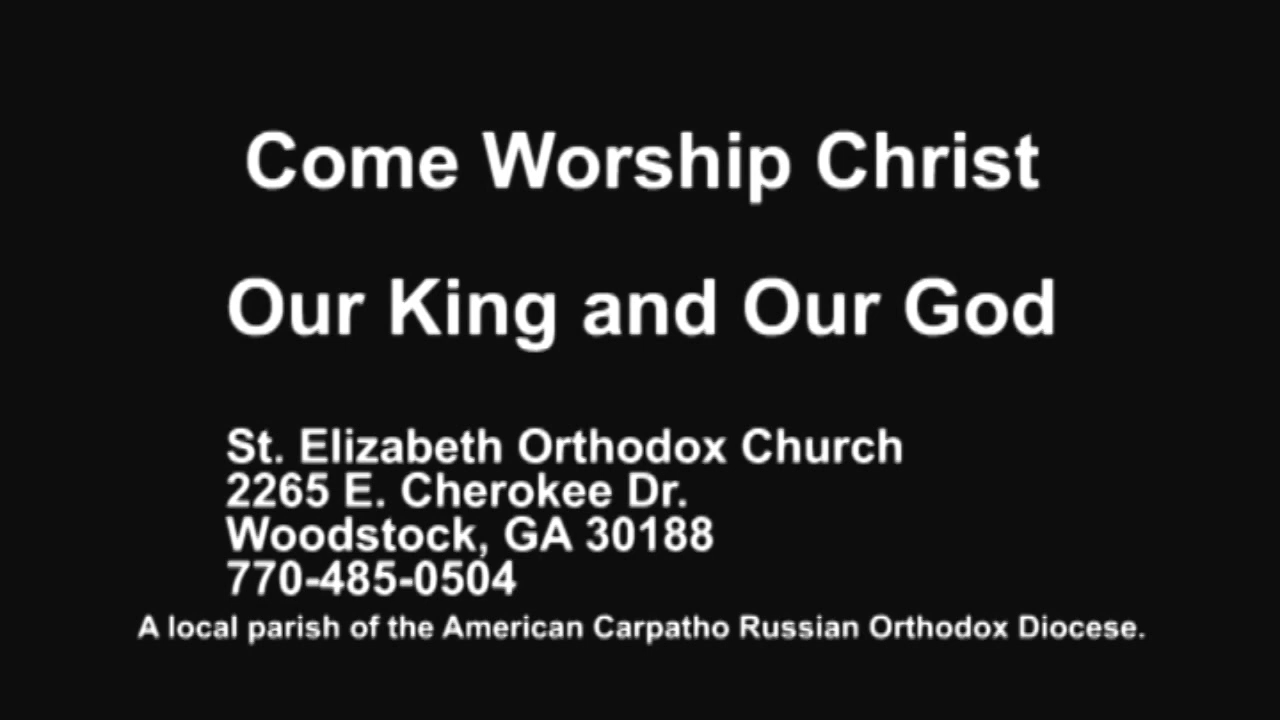 Come Worship Christ
Our King and Our God
St. Elizabeth Orthodox Church
2265 E. Cherokee Dr.
Woodstock, GA 30188
770-485-0504
A local parish of the American Carpatho Russian Orthodox Diocese.